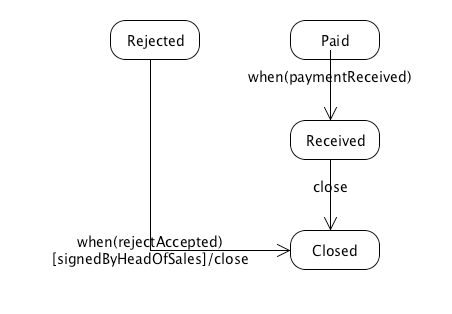 Rejected
Paid
when(paymentReceived)
Received
close
when(rejectAccepted)
[signedByHeadOfSales]/close
Closed